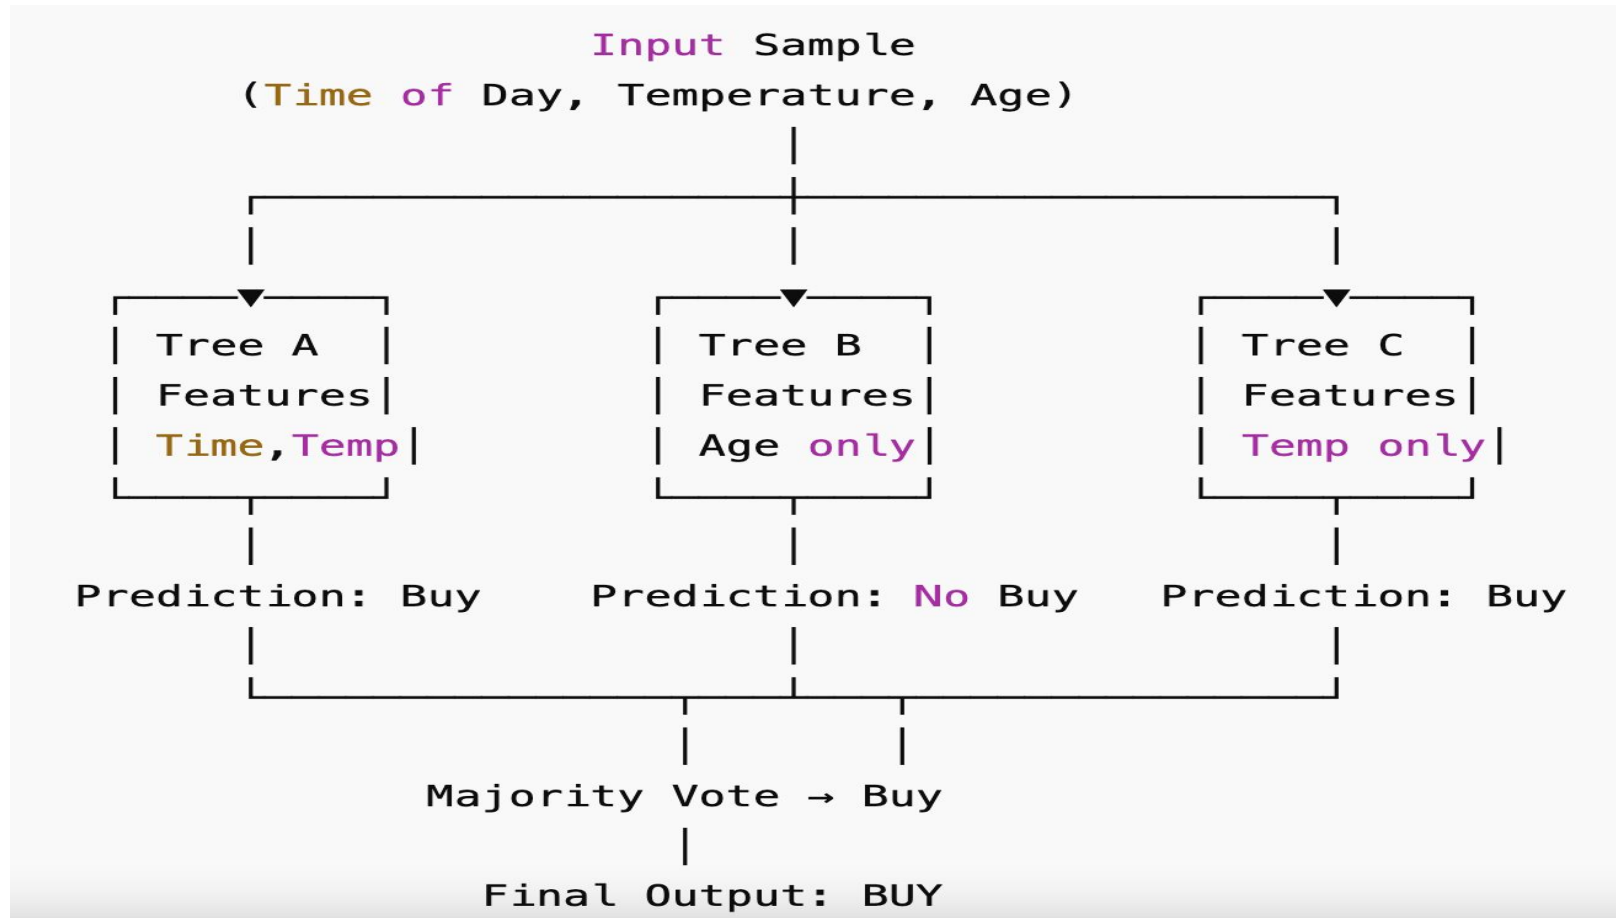 Input Sample
(Time of Day, Temperature, Age)
Tree A
Features
Time,Temp
Tree B
Features
Age only
Tree C
Features
Temp only
Prediction: Buy
Prediction: No Buy
Prediction: Buy
Majority Vote → Buy
Final Output: BUY